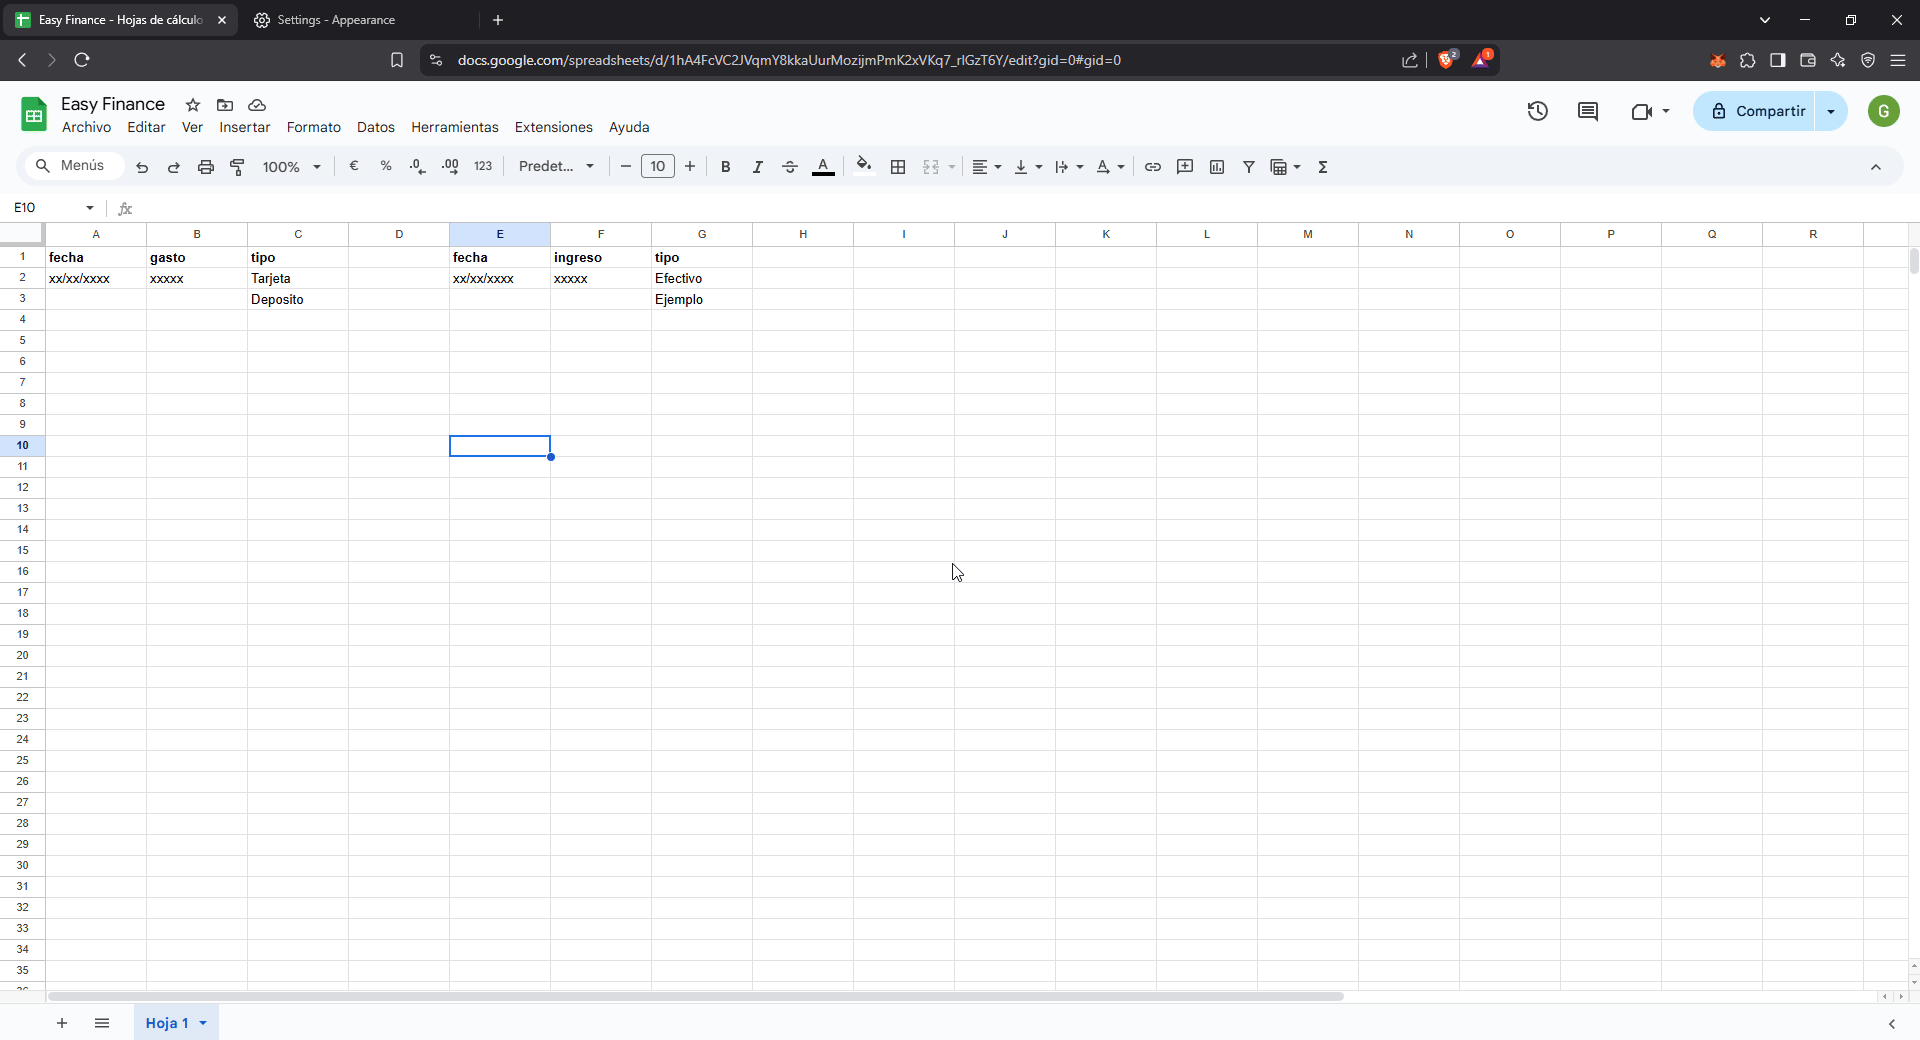 Easy Finance - Hojas de cálculo
Settings - Appearance
docs.google.com/spreadsheets/d/1hA4FcVC2JVqmY8kkaUurMozijmPmK2xVKq7_rIGzT6Y/edit?gid=0#gid=0
2
1
Easy Finance
Archivo Editar Ver Insertar Formato Datos Herramientas Extensiones Ayuda
Compartir
G
Menús 100% € % .0 .00 123 Predet... 10 B I A Σ
E10 fx
A B C D E F G H I J K L M N O P Q R
1 fecha gasto tipo fecha ingreso tipo
2 xx/xx/xxxx xxxxx Tarjeta xx/xx/xxxx xxxxx Efectivo
3 Deposito Ejemplo
4
5
6
7
8
9
10
11
12
13
14
15
16
17
18
19
20
21
22
23
24
25
26
27
28
29
30
31
32
33
34
35
36
Hoja 1